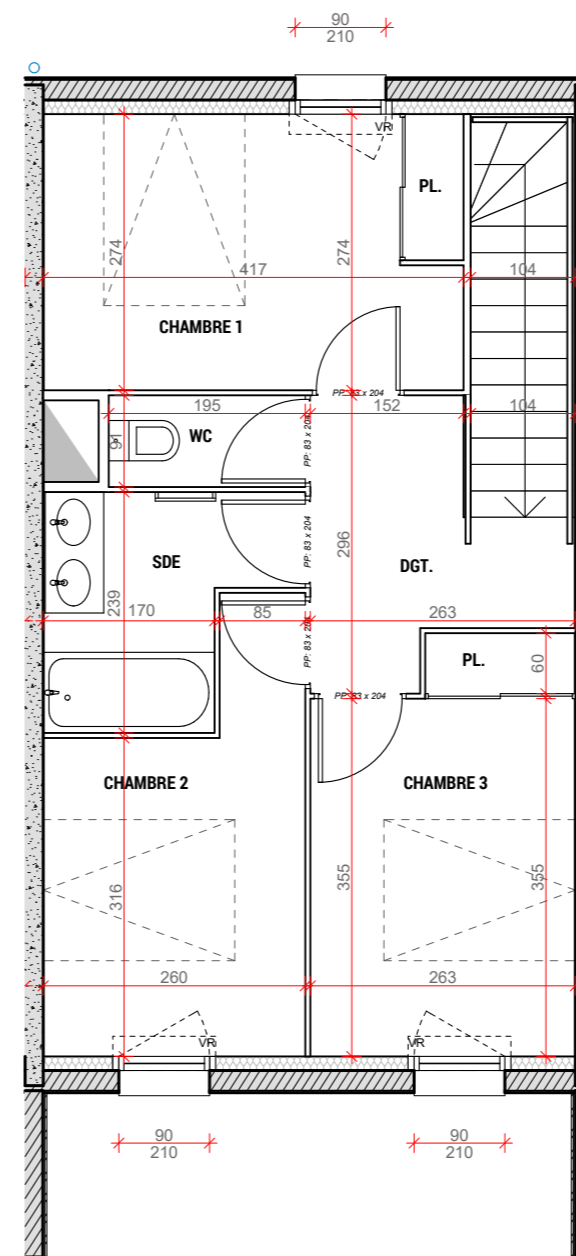 90
210
VR
PL.
274
274
417
104
CHAMBRE 1
PP: 83 x 204
195
152
104
91
WC
PP: 83 x 204
SDE
PP: 83 x 204
296
DGT.
239
170
85
263
PP: 83 x 204
PL.
60
PP: 83 x 204
CHAMBRE 2
CHAMBRE 3
316
355
355
260
263
VR
VR
90
210
90
210